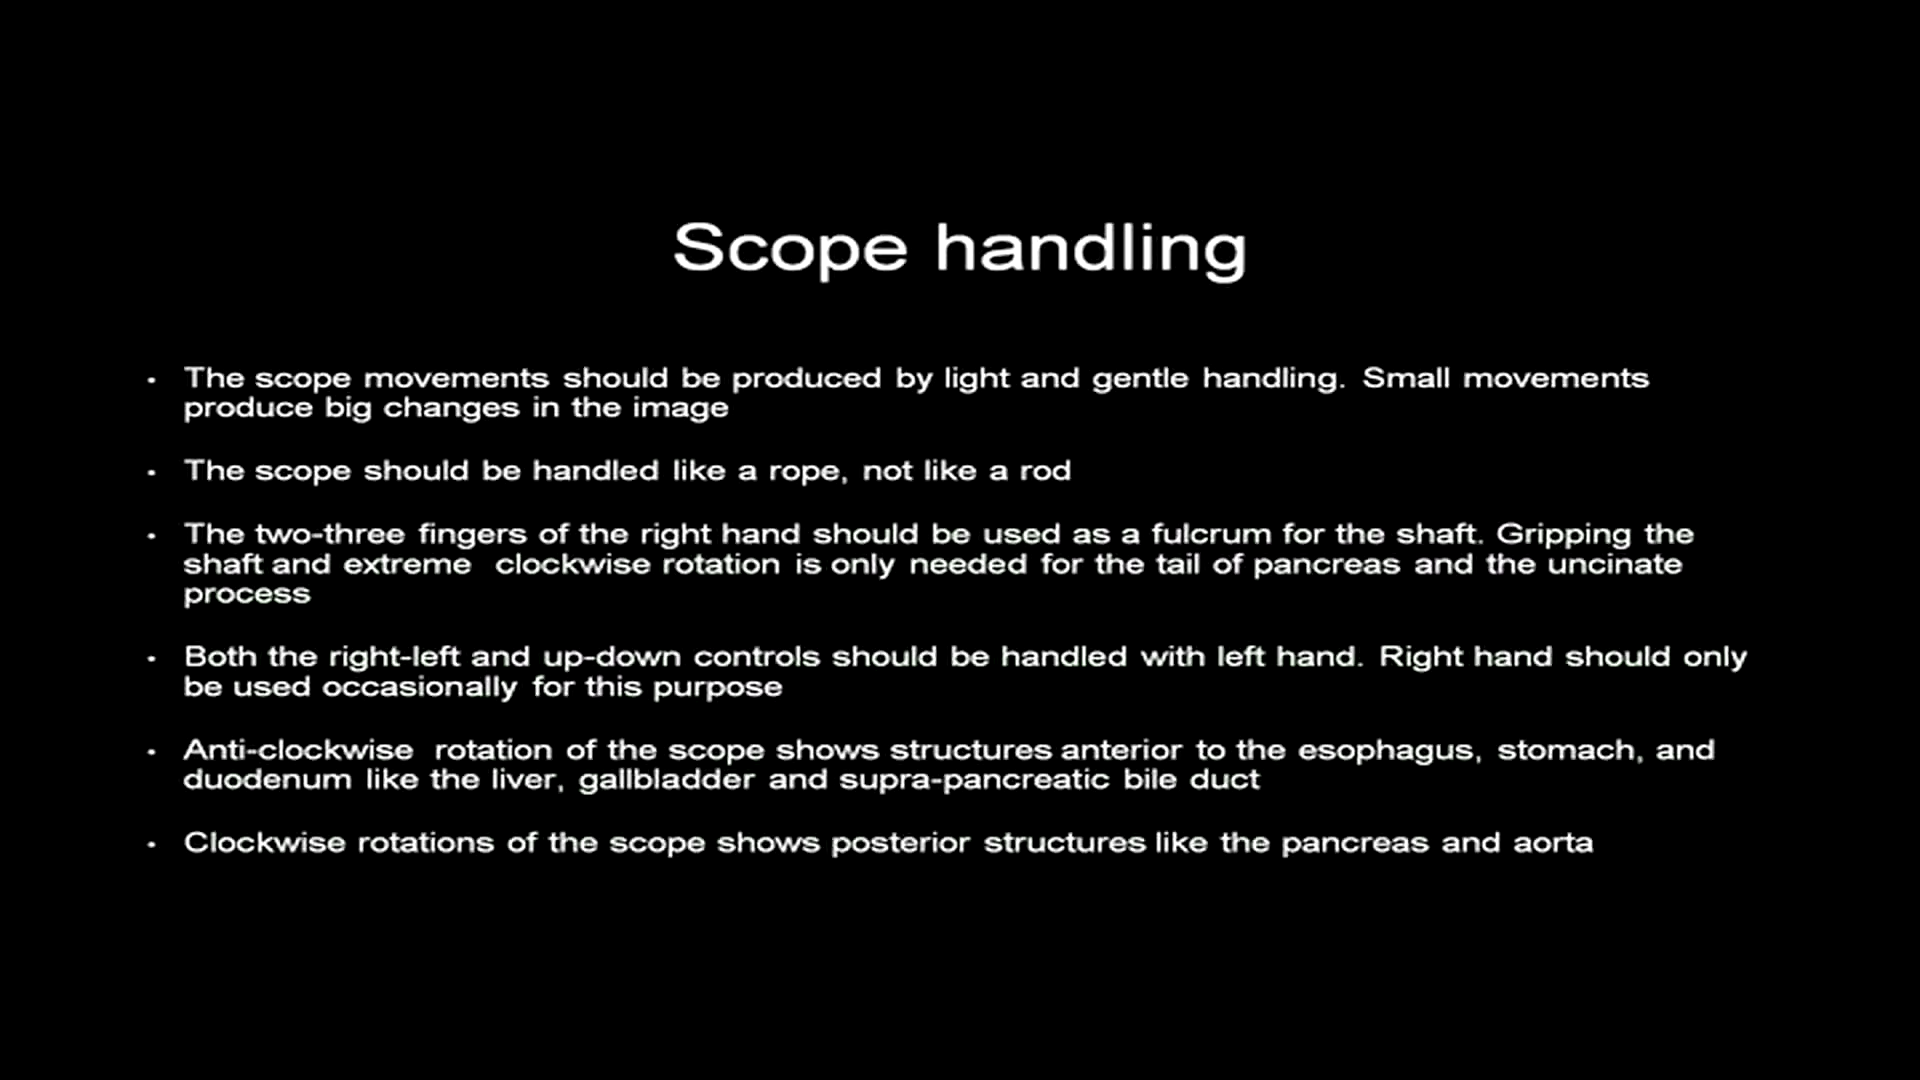 Scope handling
• The scope movements should be produced by light and gentle handling. Small movements
produce big changes in the image
• The scope should be handled like a rope, not like a rod
• The two-three fingers of the right hand should be used as a fulcrum for the shaft. Gripping the
shaft and extreme clockwise rotation is only needed for the tail of pancreas and the uncinate
process
• Both the right-left and up-down controls should be handled with left hand. Right hand should only
be used occasionally for this purpose
• Anti-clockwise rotation of the scope shows structures anterior to the esophagus, stomach, and
duodenum like the liver, gallbladder and supra-pancreatic bile duct
• Clockwise rotations of the scope shows posterior structures like the pancreas and aorta